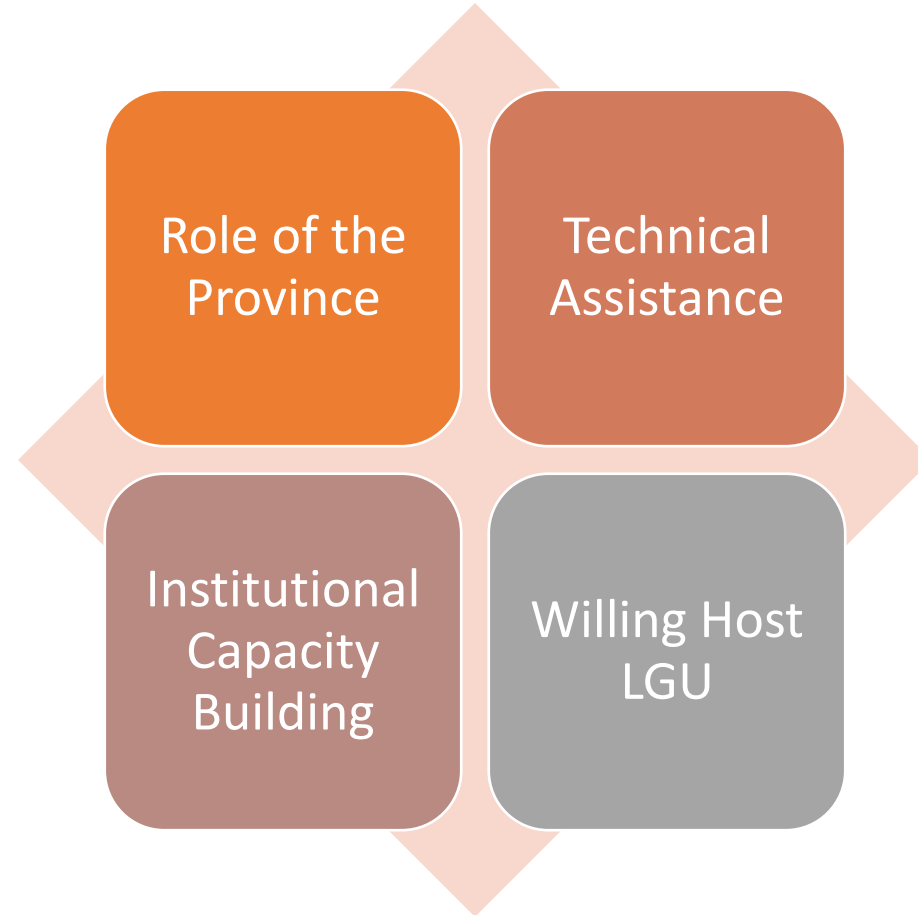 Role of the
Province
Technical
Assistance
Institutional
Capacity
Building
Willing Host
LGU